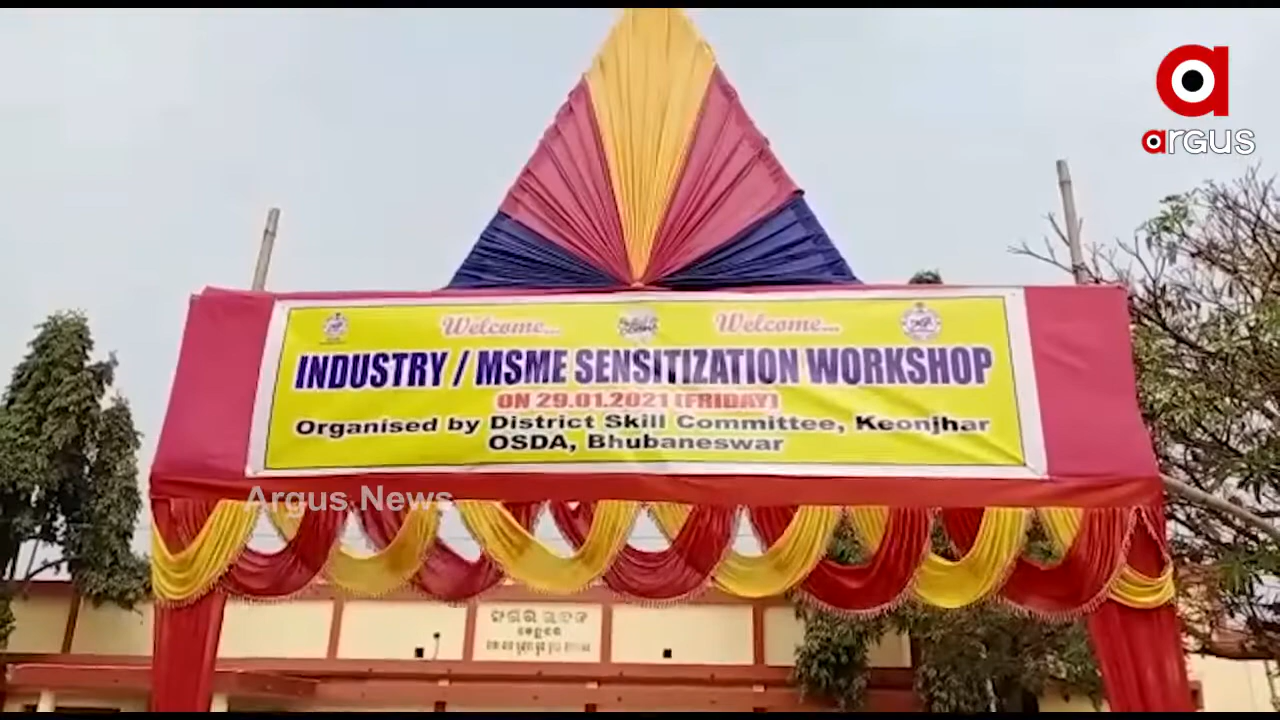 argus
Welcome... Welcome...
INDUSTRY / MSME SENSITIZATION WORKSHOP
ON 29.01.2021 (FRIDAY)
Organised by District Skill Committee, Keonjhar
OSDA, Bhubaneswar
Argus News